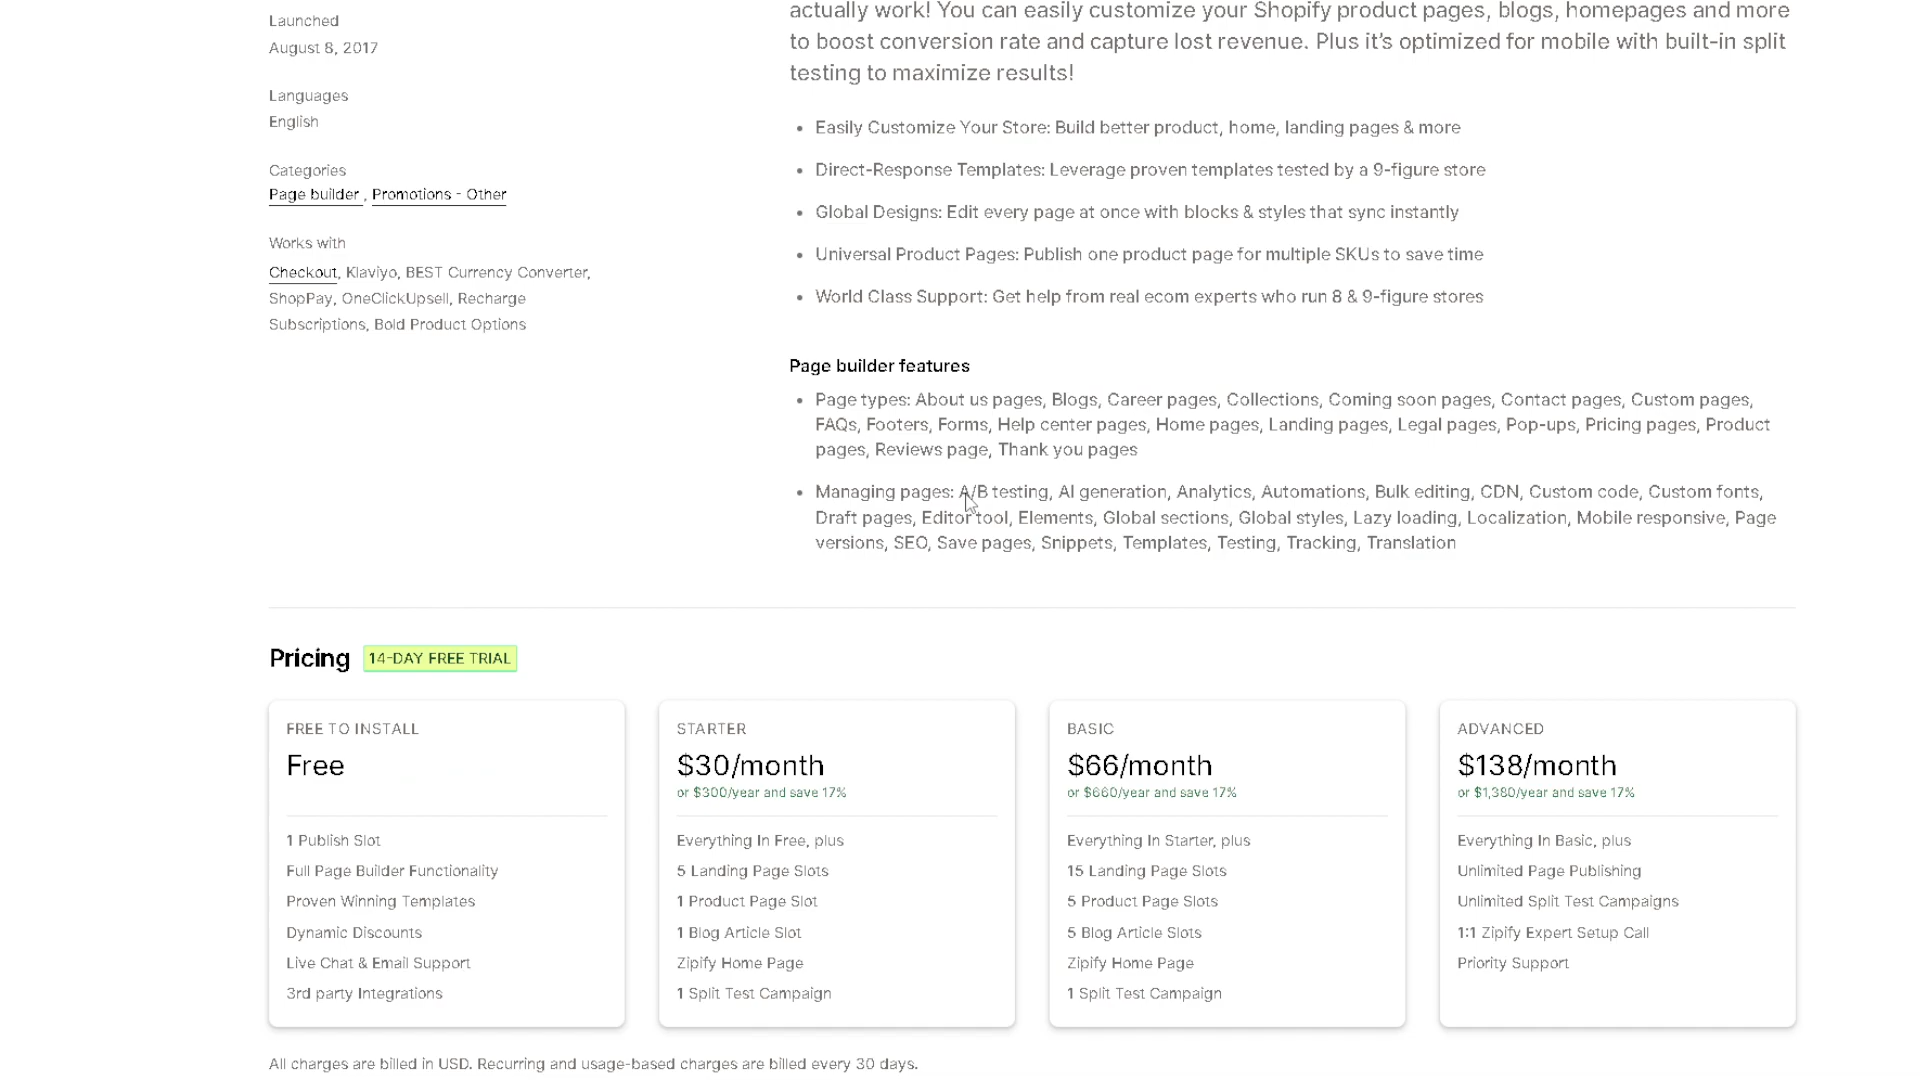 Launched
August 8, 2017
Languages
English
Categories
Page builder , Promotions - Other
Works with
Checkout, Klaviyo, BEST Currency Converter,
ShopPay, OneClickUpsell, Recharge
Subscriptions, Bold Product Options
actually work! You can easily customize your Shopify product pages, blogs, homepages and more
to boost conversion rate and capture lost revenue. Plus it's optimized for mobile with built-in split
testing to maximize results!
• Easily Customize Your Store: Build better product, home, landing pages & more
• Direct-Response Templates: Leverage proven templates tested by a 9-figure store
• Global Designs: Edit every page at once with blocks & styles that sync instantly
• Universal Product Pages: Publish one product page for multiple SKUs to save time
• World Class Support: Get help from real ecom experts who run 8 & 9-figure stores
Page builder features
• Page types: About us pages, Blogs, Career pages, Collections, Coming soon pages, Contact pages, Custom pages,
FAQs, Footers, Forms, Help center pages, Home pages, Landing pages, Legal pages, Pop-ups, Pricing pages, Product
pages, Reviews page, Thank you pages
• Managing pages: A/B testing, AI generation, Analytics, Automations, Bulk editing, CDN, Custom code, Custom fonts,
Draft pages, Editor tool, Elements, Global sections, Global styles, Lazy loading, Localization, Mobile responsive, Page
versions, SEO, Save pages, Snippets, Templates, Testing, Tracking, Translation
Pricing 14-DAY FREE TRIAL
FREE TO INSTALL
Free
1 Publish Slot
Full Page Builder Functionality
Proven Winning Templates
Dynamic Discounts
Live Chat & Email Support
3rd party Integrations
STARTER
$30/month
or $300/year and save 17%
Everything In Free, plus
5 Landing Page Slots
1 Product Page Slot
1 Blog Article Slot
Zipify Home Page
1 Split Test Campaign
BASIC
$66/month
or $660/year and save 17%
Everything In Starter, plus
15 Landing Page Slots
5 Product Page Slots
5 Blog Article Slots
Zipify Home Page
1 Split Test Campaign
ADVANCED
$138/month
or $1,380/year and save 17%
Everything In Basic, plus
Unlimited Page Publishing
Unlimited Split Test Campaigns
1:1 Zipify Expert Setup Call
Priority Support
All charges are billed in USD. Recurring and usage-based charges are billed every 30 days.